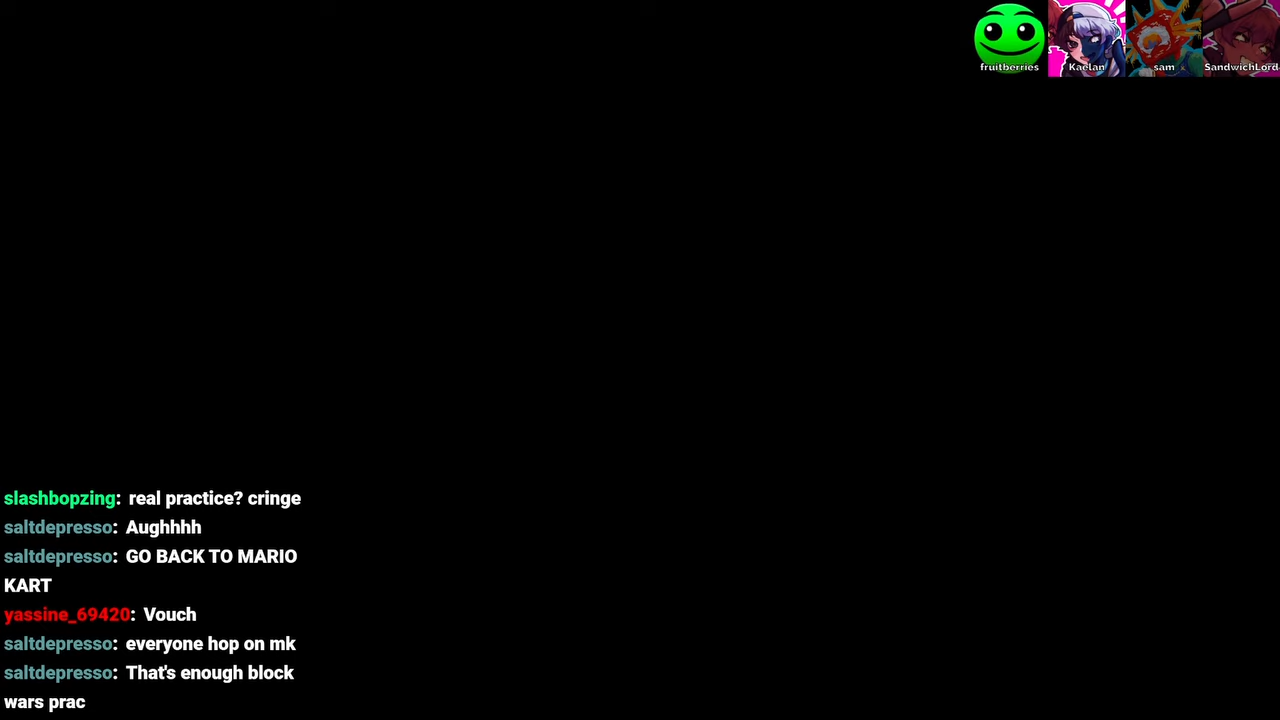 fruitberries
Kaelan
sam
SandwichLord
slashbopzing: real practice? cringe
saltdepresso: Aughhhh
saltdepresso: GO BACK TO MARIO
KART
yassine_69420: Vouch
saltdepresso: everyone hop on mk
saltdepresso: That's enough block
wars prac